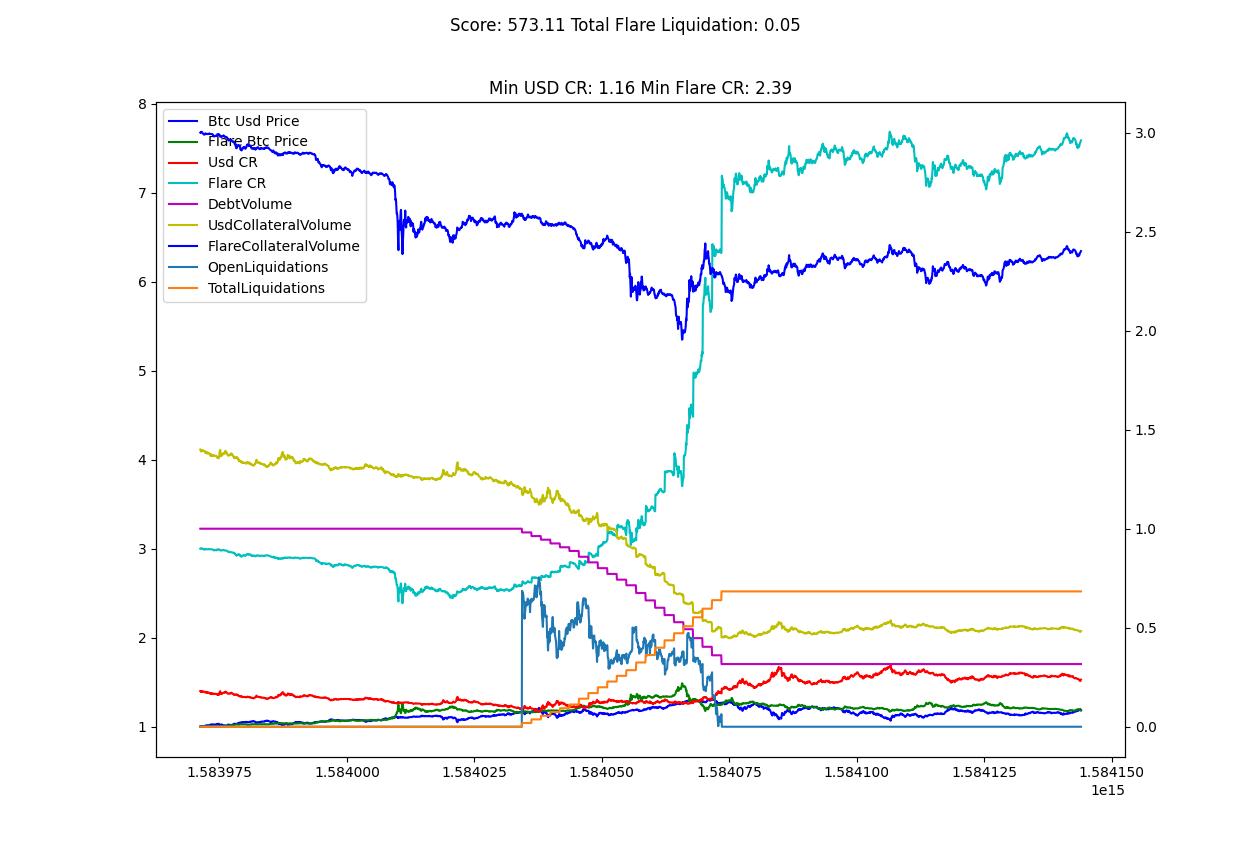 Score: 573.11 Total Flare Liquidation: 0.05
Min USD CR: 1.16 Min Flare CR: 2.39
Btc Usd Price
Flare Btc Price
Usd CR
Flare CR
DebtVolume
UsdCollateralVolume
FlareCollateralVolume
OpenLiquidations
TotalLiquidations
8
7
6
5
4
3
2
1
3.0
2.5
2.0
1.5
1.0
0.5
0.0
1.583975 1.584000 1.584025 1.584050 1.584075 1.584100 1.584125 1.584150
1e15